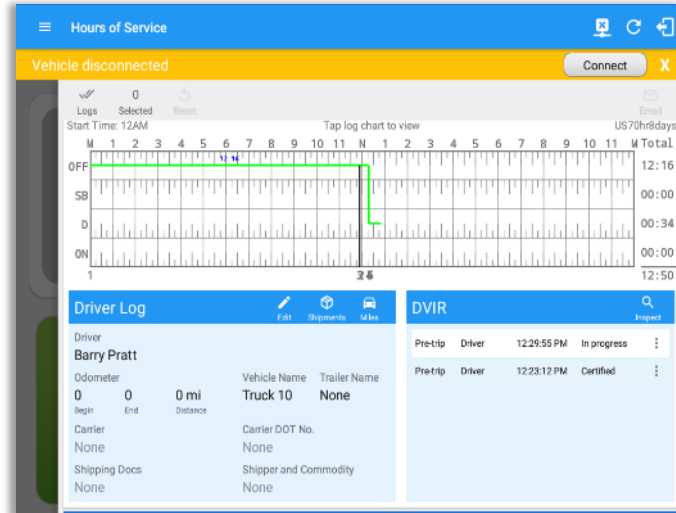 Hours of Service
Vehicle disconnected
Connect X
Logs
0 Selected
Reset
Email
Start Time: 12AM Tap log chart to view US70hr8days
M 1 2 3 4 5 6 7 8 9 10 11 N 1 2 3 4 5 6 7 8 9 10 11 M Total
12 16
OFF 12:16
SB 00:00
D 00:34
ON 00:00
1 12:50
Driver Log
Edit Shipments Miles
Driver
Barry Pratt
Odometer Vehicle Name Trailer Name
0 0 0 mi Truck 10 None
Begin End Distance
Carrier Carrier DOT No.
None None
Shipping Docs Shipper and Commodity
None None
DVIR
Inspect
Pre-trip Driver 12:29:55 PM In progress
Pre-trip Driver 12:23:12 PM Certified